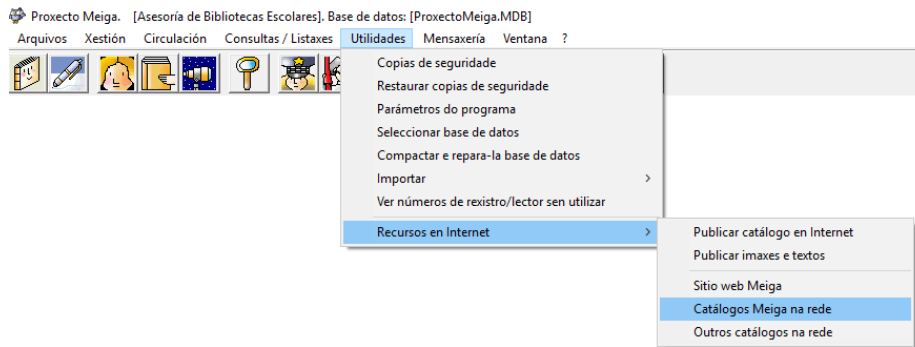 Proxecto Meiga. [Asesoría de Bibliotecas Escolares]. Base de datos: [ProxectoMeiga.MDB]
Arquivos Xestión Circulación Consultas / Listaxes Utilidades Mensaxería Ventana ?
Copias de seguridade
Restaurar copias de seguridade
Parámetros do programa
Seleccionar base de datos
Compactar e repara-la base de datos
Importar
Ver números de rexistro/lector sen utilizar
Recursos en Internet
Publicar catálogo en Internet
Publicar imaxes e textos
Sitio web Meiga
Catálogos Meiga na rede
Outros catálogos na rede